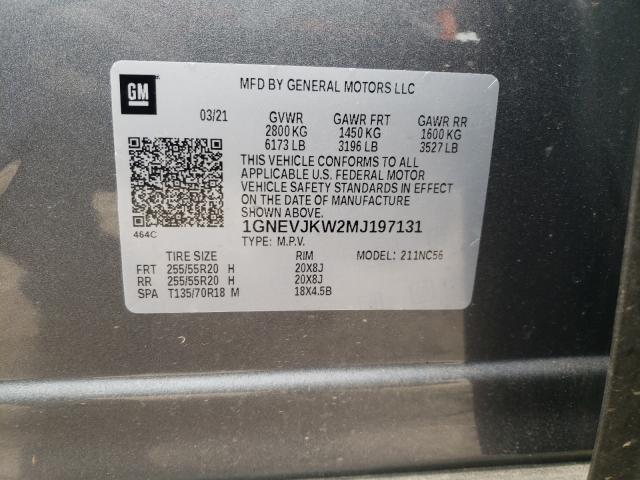 GM
MFD BY GENERAL MOTORS LLC
03/21 GVWR GAWR FRT GAWR RR
2800 KG 1450 KG 1600 KG
6173 LB 3196 LB 3527 LB
THIS VEHICLE CONFORMS TO ALL
APPLICABLE U.S. FEDERAL MOTOR
VEHICLE SAFETY STANDARDS IN EFFECT
ON THE DATE OF MANUFACTURE
SHOWN ABOVE.
1GNEVJKW2MJ197131
464C
TYPE: M.P.V.
TIRE SIZE RIM MODEL: 211NC56
FRT 255/55R20 H 20X8J
RR 255/55R20 H 20X8J
SPA T135/70R18 M 18X4.5B